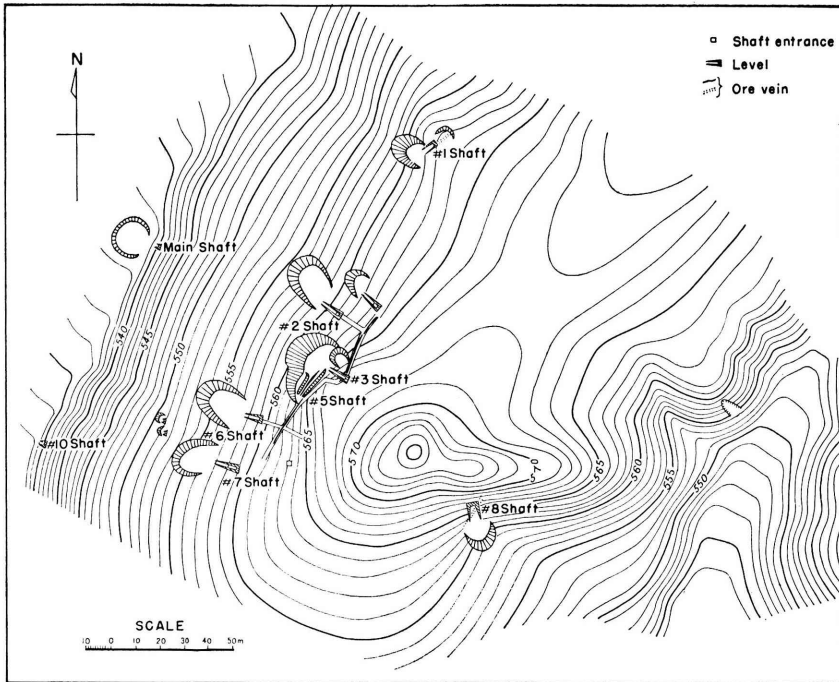 N
Shaft entrance
Level
Ore vein
#1 Shaft
Main Shaft
#2 Shaft
#3 Shaft
#5 Shaft
#6 Shaft
#7 Shaft
#8 Shaft
#10 Shaft
540
545
550
555
560
565
570
570
565
560
555
550
SCALE
10 0 10 20 30 40 50m